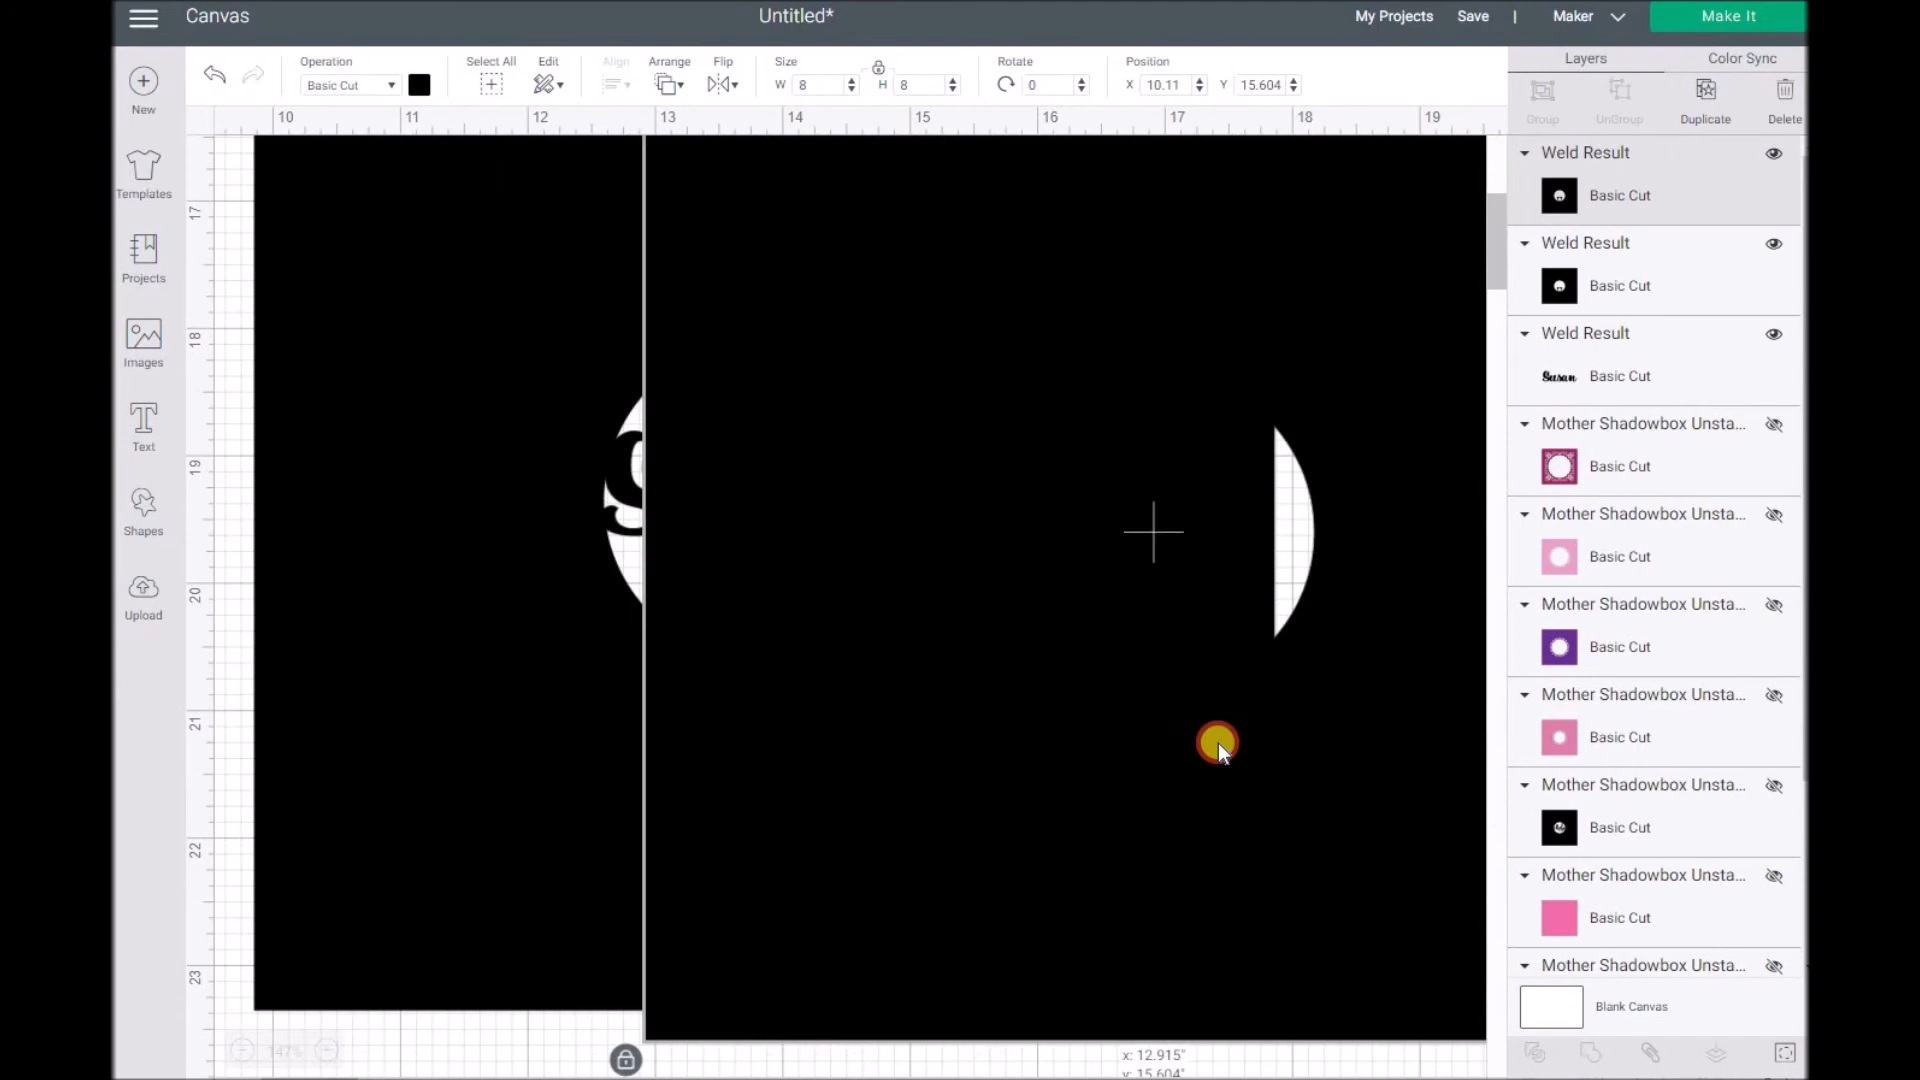 Canvas
Untitled*
My Projects
Save
|
Maker
Make It
New
Templates
Projects
Images
Text
Shapes
Upload
Operation
Basic Cut
Select All
Edit
Align
Arrange
Flip
Size
W 8
H 8
Rotate
0
Position
X 10.11
Y 15.604
10 11 12 13 14 15 16 17 18 19
17
18
19
20
21
22
23
147%
x: 12.915"
y: 15.604"
Layers
Color Sync
Group
UnGroup
Duplicate
Delete
Weld Result
Basic Cut
Weld Result
Basic Cut
Weld Result
Susan
Basic Cut
Mother Shadowbox Unsta...
Basic Cut
Mother Shadowbox Unsta...
Basic Cut
Mother Shadowbox Unsta...
Basic Cut
Mother Shadowbox Unsta...
Basic Cut
Mother Shadowbox Unsta...
Basic Cut
Mother Shadowbox Unsta...
Basic Cut
Mother Shadowbox Unsta...
Blank Canvas